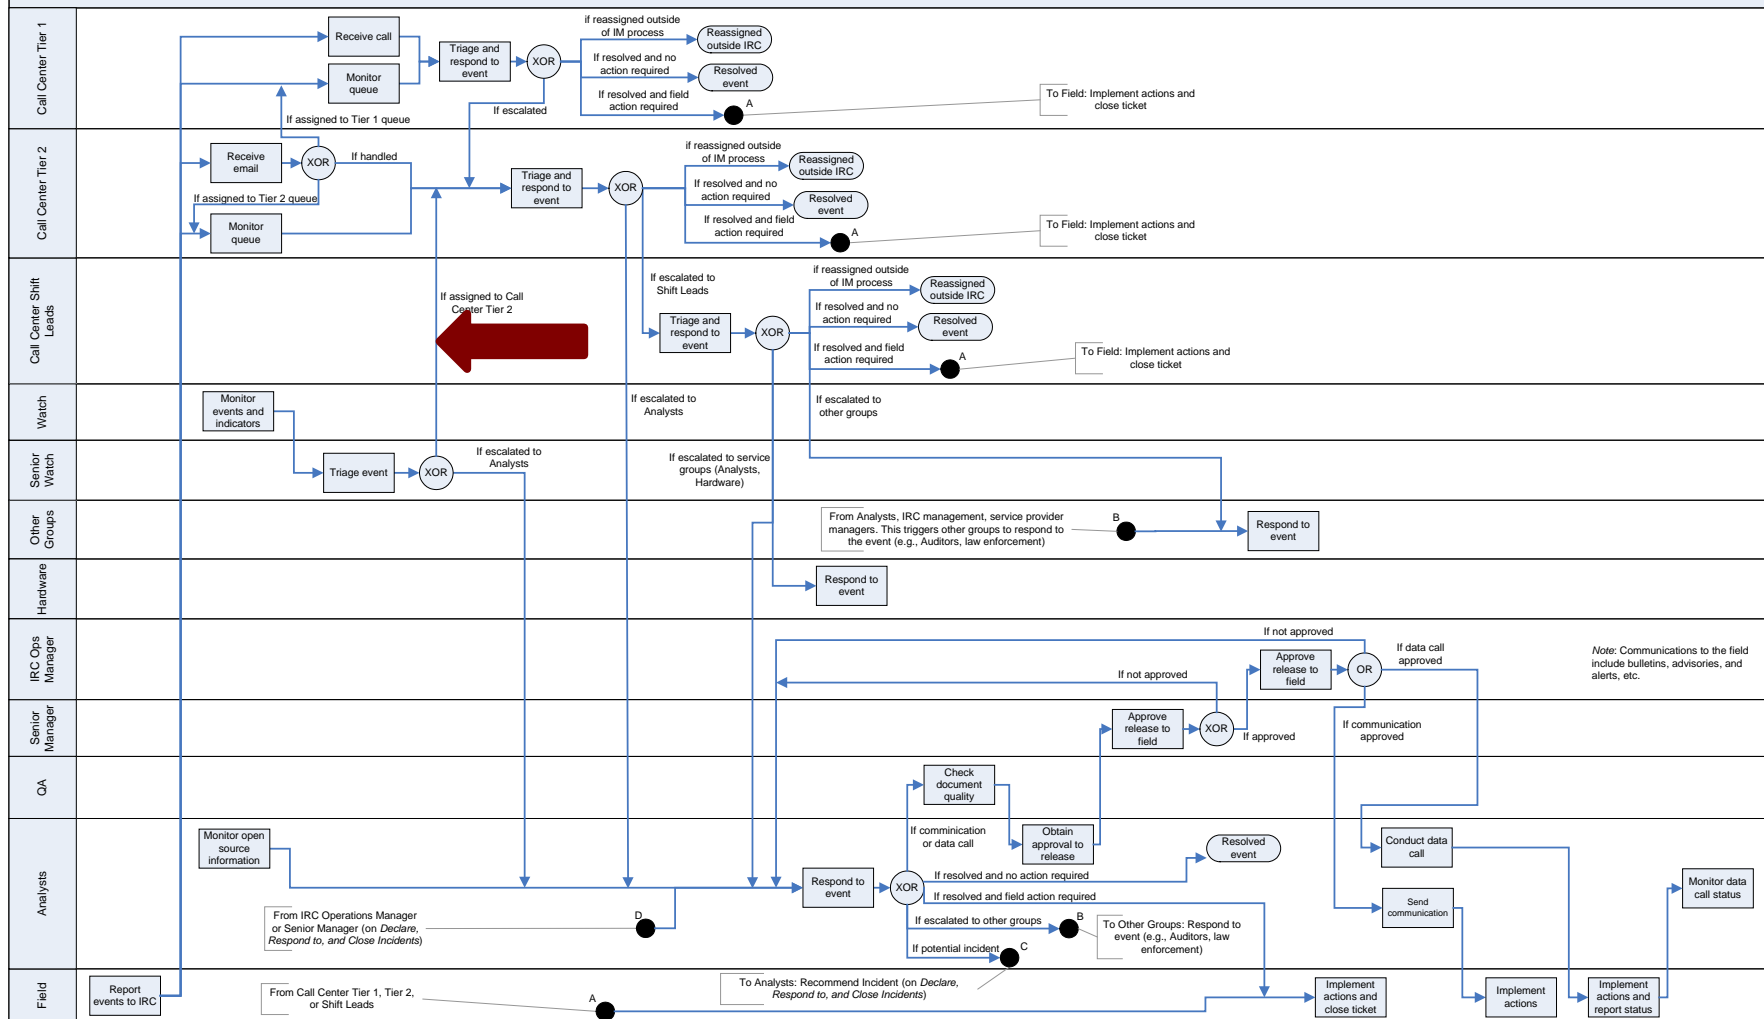 Call Center Tier 1
Receive call
Monitor
queue
Triage and
respond to
event
XOR
if reassigned outside
of IM process
Reassigned
outside IRC
If resolved and no
action required
Resolved
event
If resolved and field
action required
A
To Field: Implement actions and
close ticket
If escalated
If assigned to Tier 1 queue
Call Center Tier 2
Receive
email
XOR
If handled
If assigned to Tier 2 queue
Monitor
queue
Triage and
respond to
event
XOR
if reassigned outside
of IM process
Reassigned
outside IRC
If resolved and no
action required
Resolved
event
If resolved and field
action required
A
To Field: Implement actions and
close ticket
Call Center Shift
Leads
If assigned to Call
Center Tier 2
If escalated to
Shift Leads
Triage and
respond to
event
XOR
if reassigned outside
of IM process
Reassigned
outside IRC
If resolved and no
action required
Resolved
event
If resolved and field
action required
A
To Field: Implement actions and
close ticket
Watch
Monitor
events and
indicators
If escalated to
Analysts
If escalated to
other groups
Senior
Watch
Triage event
XOR
If escalated to
Analysts
If escalated to service
groups (Analysts,
Hardware)
Other
Groups
From Analysts, IRC management, service provider
managers. This triggers other groups to respond to
the event (e.g., Auditors, law enforcement)
B
Respond to
event
Hardware
Respond to
event
IRC Ops
Manager
If not approved
If not approved
Approve
release to
field
OR
If data call
approved
Note: Communications to the field
include bulletins, advisories, and
alerts, etc.
Senior
Manager
Approve
release to
field
XOR
If approved
If communication
approved
QA
Check
document
quality
Analysts
Monitor open
source
information
If comminication
or data call
Obtain
approval to
release
Resolved
event
Conduct data
call
Respond to
event
XOR
If resolved and no action required
If resolved and field action required
Send
communication
Monitor data
call status
From IRC Operations Manager
or Senior Manager (on Declare,
Respond to, and Close Incidents)
D
If escalated to other groups
B
To Other Groups: Respond to
event (e.g., Auditors, law
enforcement)
If potential incident
C
Field
Report
events to IRC
From Call Center Tier 1, Tier 2,
or Shift Leads
A
To Analysts: Recommend Incident (on Declare,
Respond to, and Close Incidents)
Implement
actions and
close ticket
Implement
actions
Implement
actions and
report status